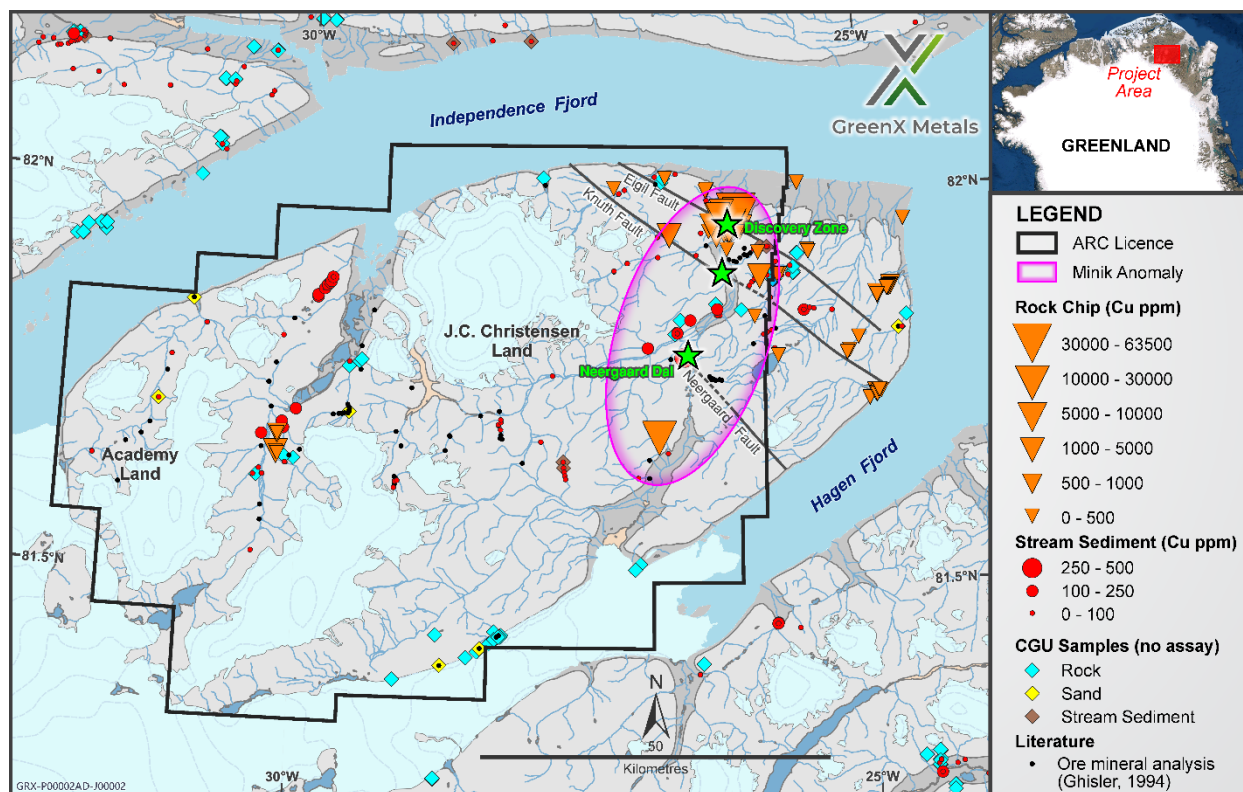 30°W
25°W
Independence Fjord
GreenX Metals
82°N
82°N
Eigil Fault
Knuth Fault
Discovery Zone
J.C. Christensen
Land
Neergaard Dal
Neergaard Fault
Academy
Land
Hagen Fjord
81.5°N
81.5°N
N
50
Kilometres
30°W
25°W
GRX-P00002AD-J00002
Project
Area
GREENLAND
LEGEND
ARC Licence
Minik Anomaly
Rock Chip (Cu ppm)
30000 - 63500
10000 - 30000
5000 - 10000
1000 - 5000
500 - 1000
0 - 500
Stream Sediment (Cu ppm)
250 - 500
100 - 250
0 - 100
CGU Samples (no assay)
Rock
Sand
Stream Sediment
Literature
Ore mineral analysis
(Ghisler, 1994)